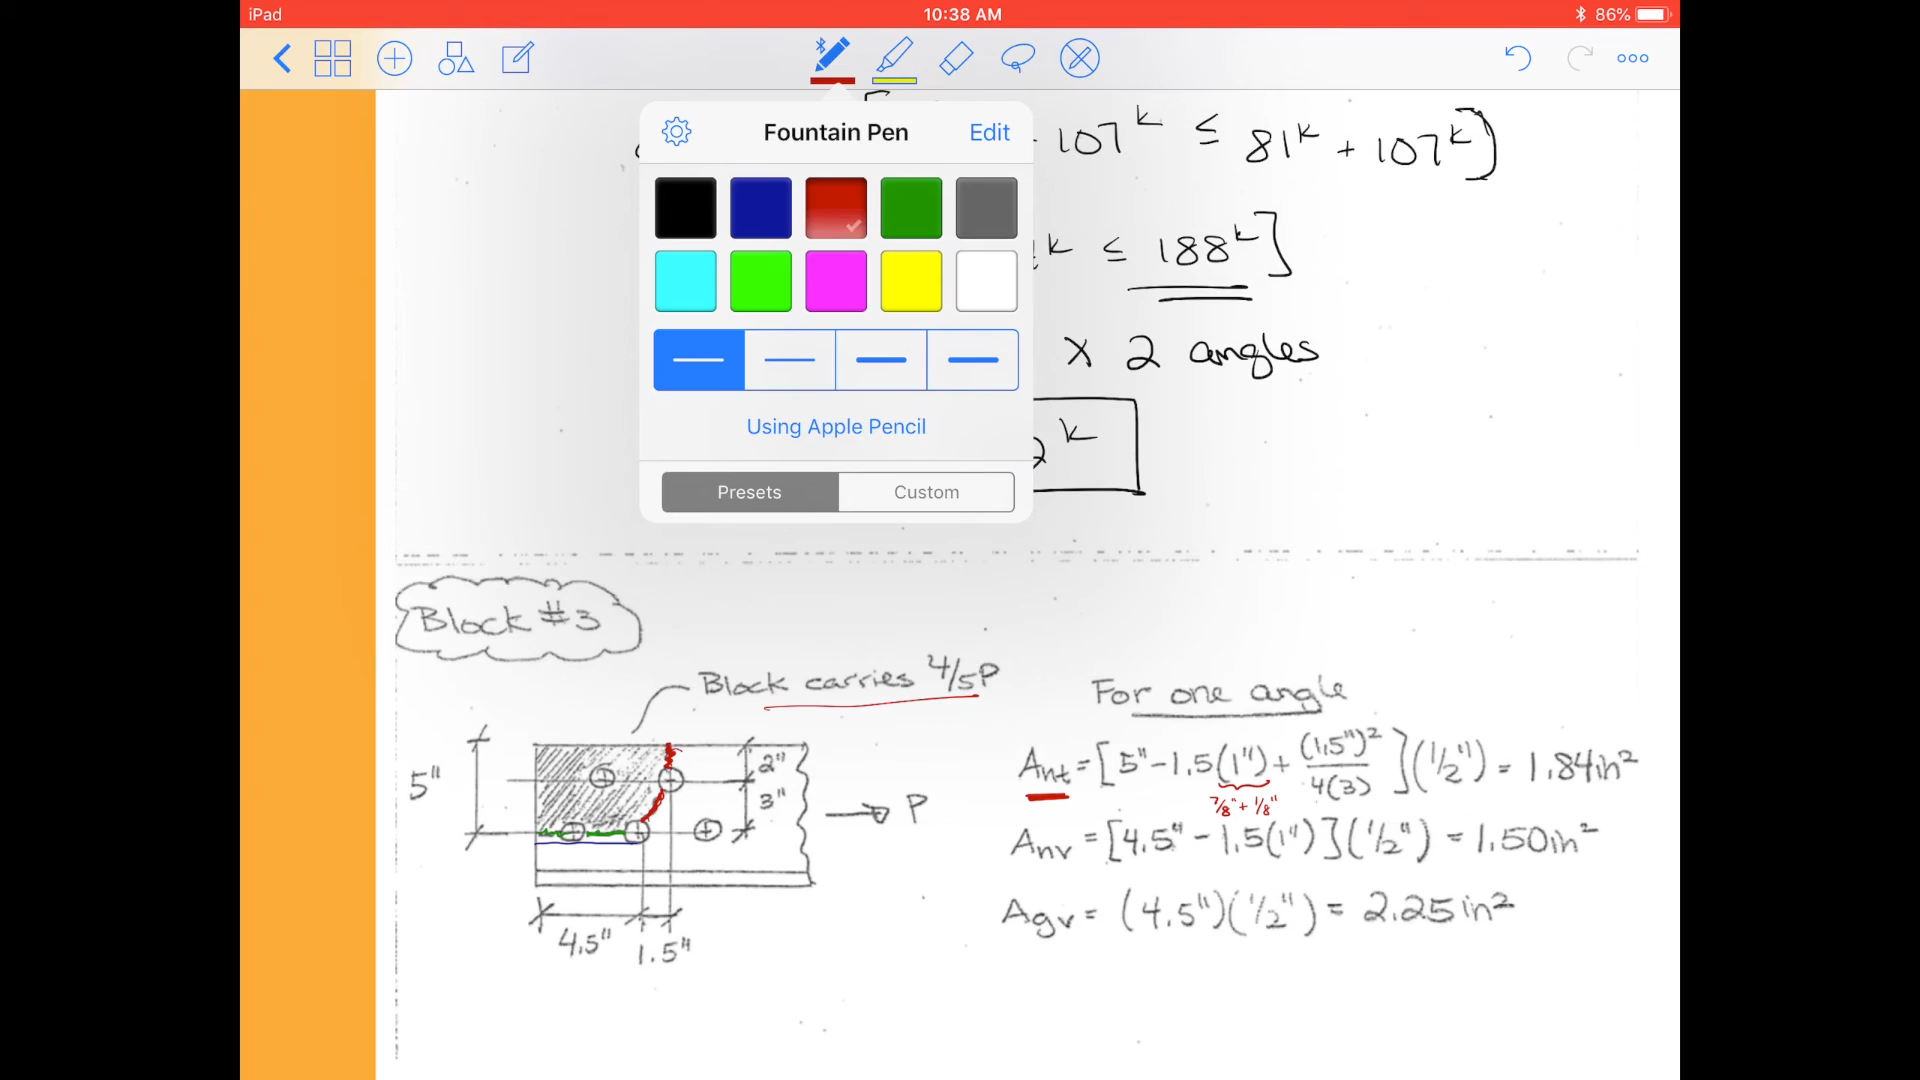 iPad 10:38 AM 86%
Fountain Pen Edit
107k ≤ 81k + 107k]
k ≤ 188k]
x 2 angles
2k
Using Apple Pencil
Presets Custom
Block #3
Block carries 4/5P
For one angle
5"
2"
3"
P
4.5"
1.5"
Ant = [5" - 1.5(1") + (1.5")²/4(3)](1/2") = 1.84in²
7/8" + 1/8"
Anv = [4.5" - 1.5(1")](1/2") = 1.50in²
Agv = (4.5")(1/2") = 2.25in²